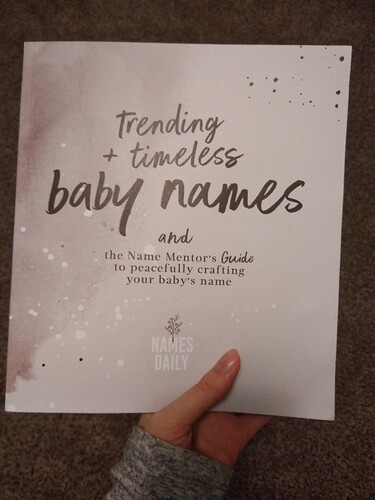 trending
+ timeless
baby names
and
the Name Mentor's Guide
to peacefully crafting
your baby's name
NAMES
DAILY